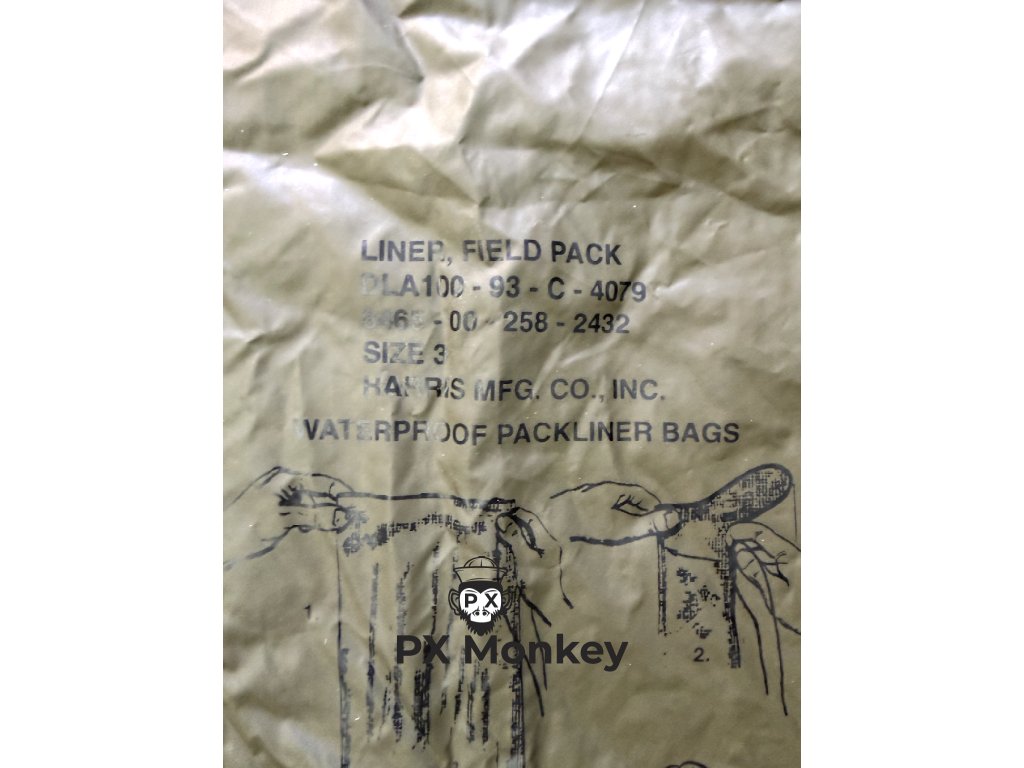 LINER, FIELD PACK
DLA100 - 93 - C - 4079
8465 - 00 - 258 - 2432
SIZE 3
HARRIS MFG. CO., INC.
WATERPROOF PACKLINER BAGS
1
2.
PX
PX Monkey